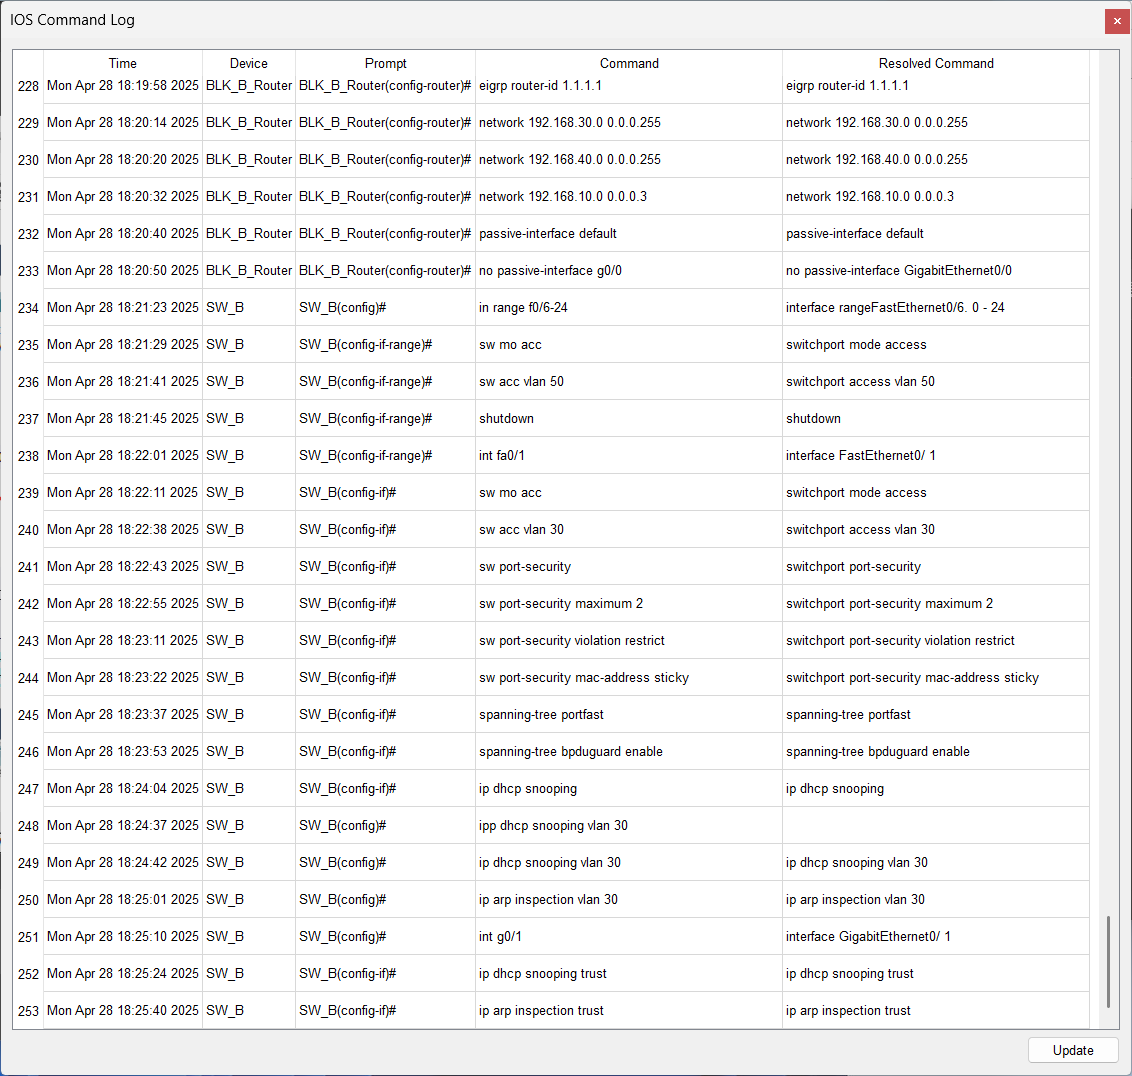 IOS Command Log
Time Device Prompt Command Resolved Command
228 Mon Apr 28 18:19:58 2025 BLK_B_Router BLK_B_Router(config-router)# eigrp router-id 1.1.1.1 eigrp router-id 1.1.1.1
229 Mon Apr 28 18:20:14 2025 BLK_B_Router BLK_B_Router(config-router)# network 192.168.30.0 0.0.0.255 network 192.168.30.0 0.0.0.255
230 Mon Apr 28 18:20:20 2025 BLK_B_Router BLK_B_Router(config-router)# network 192.168.40.0 0.0.0.255 network 192.168.40.0 0.0.0.255
231 Mon Apr 28 18:20:32 2025 BLK_B_Router BLK_B_Router(config-router)# network 192.168.10.0 0.0.0.3 network 192.168.10.0 0.0.0.3
232 Mon Apr 28 18:20:40 2025 BLK_B_Router BLK_B_Router(config-router)# passive-interface default passive-interface default
233 Mon Apr 28 18:20:50 2025 BLK_B_Router BLK_B_Router(config-router)# no passive-interface g0/0 no passive-interface GigabitEthernet0/0
234 Mon Apr 28 18:21:23 2025 SW_B SW_B(config)# in range f0/6-24 interface rangeFastEthernet0/6. 0 - 24
235 Mon Apr 28 18:21:29 2025 SW_B SW_B(config-if-range)# sw mo acc switchport mode access
236 Mon Apr 28 18:21:41 2025 SW_B SW_B(config-if-range)# sw acc vlan 50 switchport access vlan 50
237 Mon Apr 28 18:21:45 2025 SW_B SW_B(config-if-range)# shutdown shutdown
238 Mon Apr 28 18:22:01 2025 SW_B SW_B(config-if-range)# int fa0/1 interface FastEthernet0/ 1
239 Mon Apr 28 18:22:11 2025 SW_B SW_B(config-if)# sw mo acc switchport mode access
240 Mon Apr 28 18:22:38 2025 SW_B SW_B(config-if)# sw acc vlan 30 switchport access vlan 30
241 Mon Apr 28 18:22:43 2025 SW_B SW_B(config-if)# sw port-security switchport port-security
242 Mon Apr 28 18:22:55 2025 SW_B SW_B(config-if)# sw port-security maximum 2 switchport port-security maximum 2
243 Mon Apr 28 18:23:11 2025 SW_B SW_B(config-if)# sw port-security violation restrict switchport port-security violation restrict
244 Mon Apr 28 18:23:22 2025 SW_B SW_B(config-if)# sw port-security mac-address sticky switchport port-security mac-address sticky
245 Mon Apr 28 18:23:37 2025 SW_B SW_B(config-if)# spanning-tree portfast spanning-tree portfast
246 Mon Apr 28 18:23:53 2025 SW_B SW_B(config-if)# spanning-tree bpduguard enable spanning-tree bpduguard enable
247 Mon Apr 28 18:24:04 2025 SW_B SW_B(config-if)# ip dhcp snooping ip dhcp snooping
248 Mon Apr 28 18:24:37 2025 SW_B SW_B(config)# ipp dhcp snooping vlan 30
249 Mon Apr 28 18:24:42 2025 SW_B SW_B(config)# ip dhcp snooping vlan 30 ip dhcp snooping vlan 30
250 Mon Apr 28 18:25:01 2025 SW_B SW_B(config)# ip arp inspection vlan 30 ip arp inspection vlan 30
251 Mon Apr 28 18:25:10 2025 SW_B SW_B(config)# int g0/1 interface GigabitEthernet0/ 1
252 Mon Apr 28 18:25:24 2025 SW_B SW_B(config-if)# ip dhcp snooping trust ip dhcp snooping trust
253 Mon Apr 28 18:25:40 2025 SW_B SW_B(config-if)# ip arp inspection trust ip arp inspection trust
Update